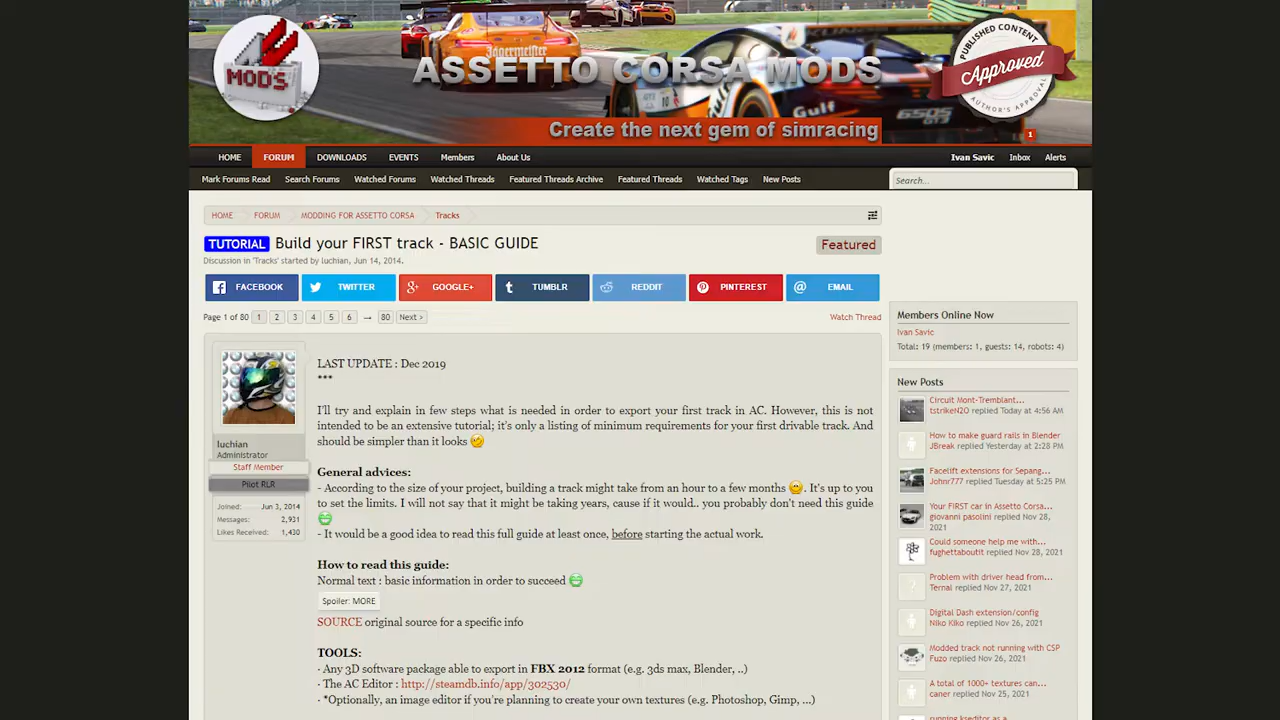 MODS
Jägermeister
ASSETTO CORSA MODS
PUBLISHED CONTENT
Approved
AUTHOR'S APPROVAL
Gulf
650S
GT3
Create the next gem of simracing
1
HOME FORUM DOWNLOADS EVENTS Members About Us Ivan Savic Inbox Alerts
Mark Forums Read Search Forums Watched Forums Watched Threads Featured Threads Archive Featured Threads Watched Tags New Posts Search...
HOME FORUM MODDING FOR ASSETTO CORSA Tracks
TUTORIAL Build your FIRST track - BASIC GUIDE Featured
Discussion in 'Tracks' started by luchian, Jun 14, 2014.
FACEBOOK TWITTER GOOGLE+ TUMBLR REDDIT PINTEREST EMAIL
Page 1 of 80 1 2 3 4 5 6 → 80 Next > Watch Thread
luchian
Administrator
Staff Member
Pilot RLR
Joined: Jun 3, 2014
Messages: 2,931
Likes Received: 1,430
LAST UPDATE : Dec 2019
***
I'll try and explain in few steps what is needed in order to export your first track in AC. However, this is not
intended to be an extensive tutorial; it's only a listing of minimum requirements for your first drivable track. And
should be simpler than it looks
General advices:
- According to the size of your project, building a track might take from an hour to a few months . It's up to you
to set the limits. I will not say that it might be taking years, cause if it would.. you probably don't need this guide
- It would be a good idea to read this full guide at least once, before starting the actual work.
How to read this guide:
Normal text : basic information in order to succeed
Spoiler: MORE
SOURCE original source for a specific info
TOOLS:
- Any 3D software package able to export in FBX 2012 format (e.g. 3ds max, Blender, ..)
- The AC Editor : http://steamdb.info/app/302530/
- *Optionally, an image editor if you're planning to create your own textures (e.g. Photoshop, Gimp, ...)
Members Online Now
Ivan Savic
Total: 19 (members: 1, guests: 14, robots: 4)
New Posts
Circuit Mont-Tremblant...
tstrikeN2O replied Today at 4:56 AM
How to make guard rails in Blender
JBreak replied Yesterday at 2:28 PM
Facelift extensions for Sepang...
Johnr777 replied Tuesday at 5:25 PM
Your FIRST car in Assetto Corsa...
giovanni pasolini replied Nov 28,
2021
Could someone help me with...
fughettaboutit replied Nov 28, 2021
Problem with driver head from...
Ternal replied Nov 27, 2021
Digital Dash extension/config
Niko Kiko replied Nov 26, 2021
Modded track not running with CSP
Fuzo replied Nov 26, 2021
A total of 1000+ textures can...
caner replied Nov 25, 2021
running kseditor as a